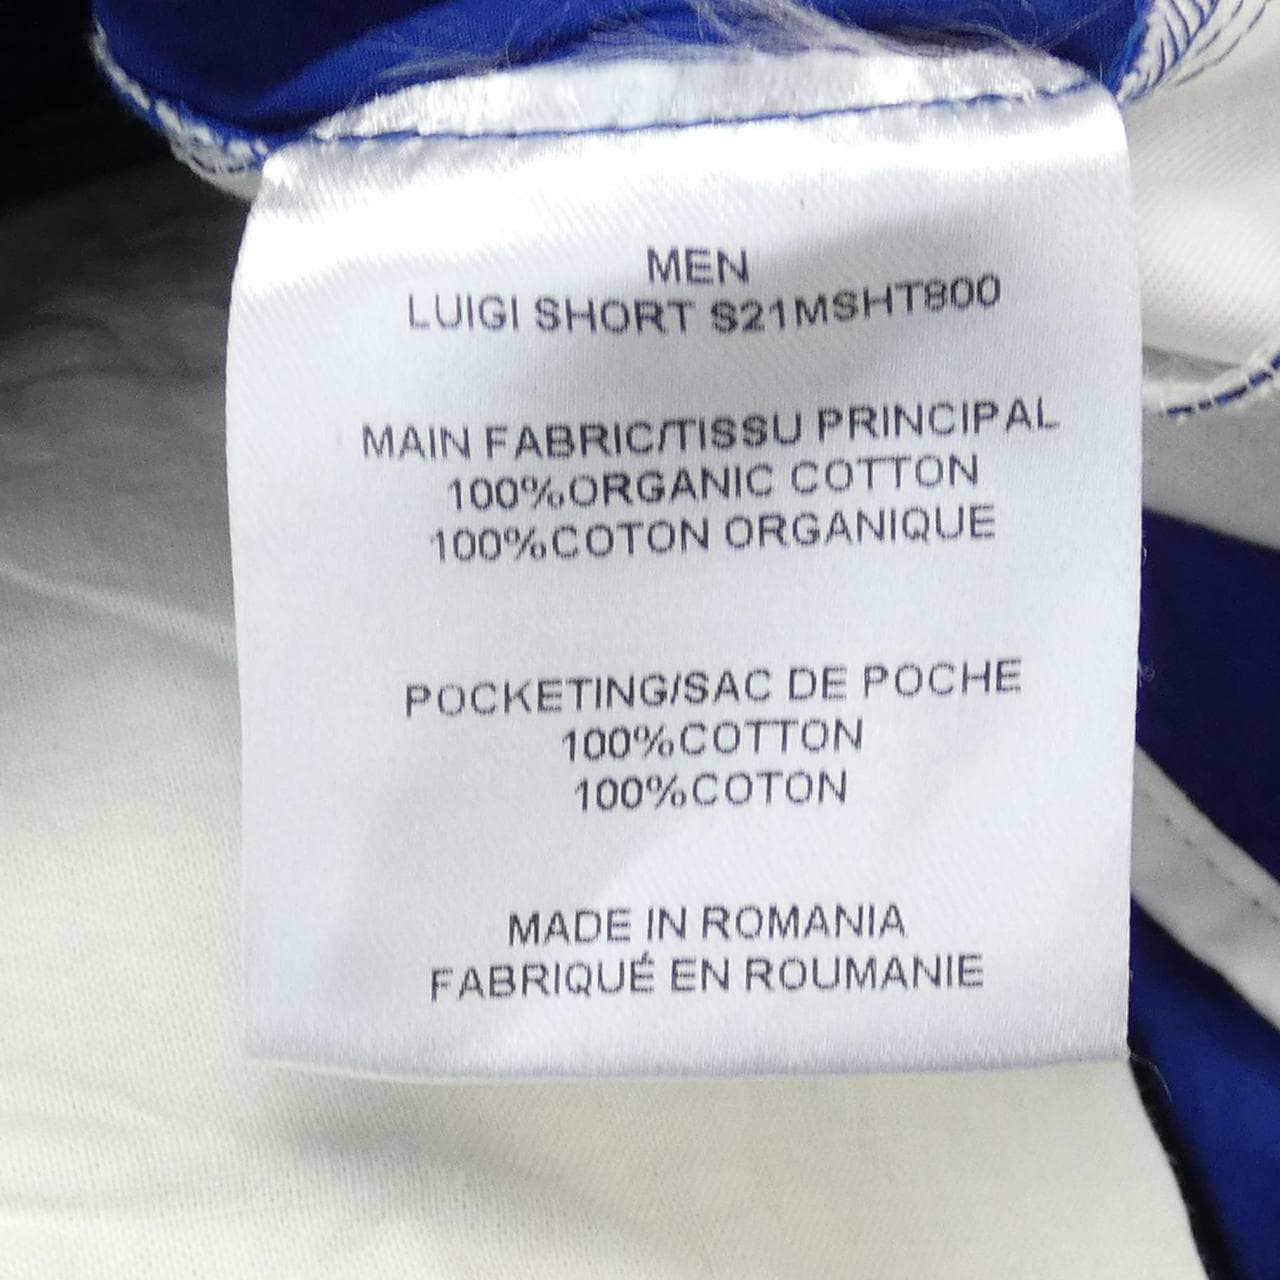 MEN
LUIGI SHORT S21MSHT800
MAIN FABRIC/TISSU PRINCIPAL
100%ORGANIC COTTON
100%COTON ORGANIQUE
POCKETING/SAC DE POCHE
100%COTTON
100%COTON
MADE IN ROMANIA
FABRIQUÉ EN ROUMANIE